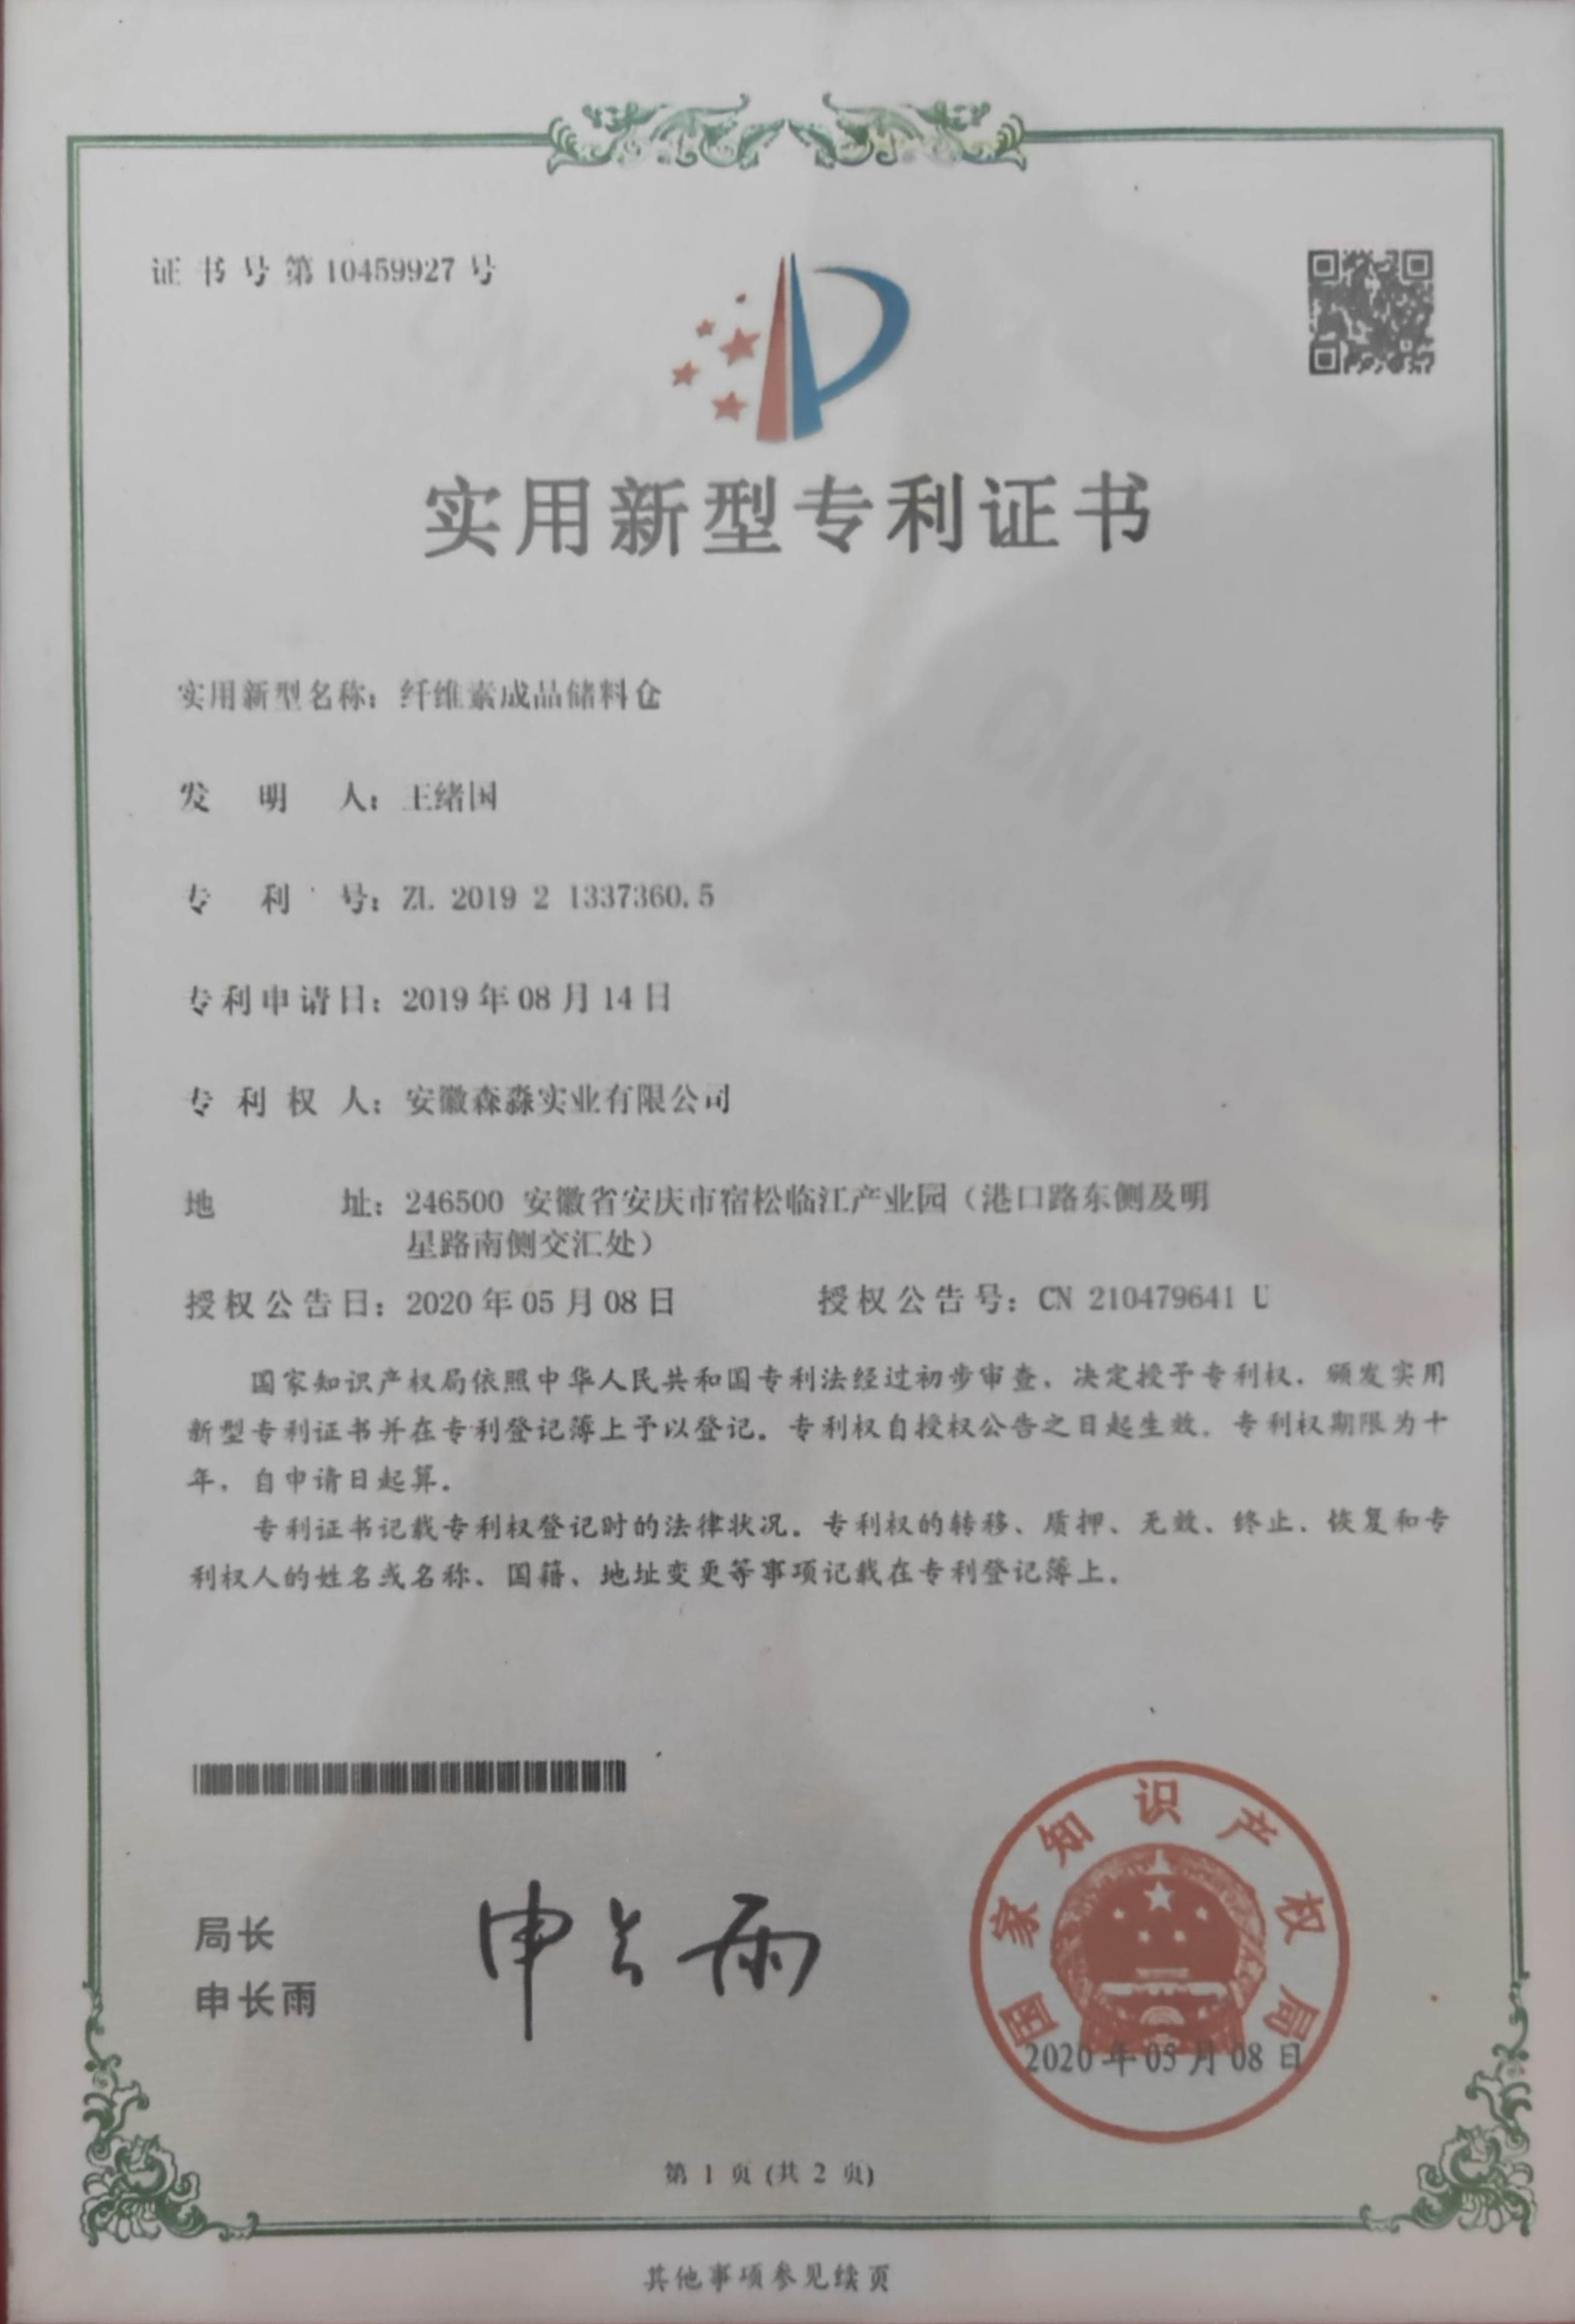 证书号第10459927号
实用新型专利证书
实用新型名称：纤维素成品储料仓
发明人：王绪国
专利号：ZL 2019 2 1337360.5
专利申请日：2019年08月14日
专利权人：安徽森淼实业有限公司
地址：246500 安徽省安庆市宿松临江产业园（港口路东侧及明
星路南侧交汇处）
授权公告日：2020年05月08日 授权公告号：CN 210479641 U
国家知识产权局依照中华人民共和国专利法经过初步审查，决定授予专利权，颁发实用
新型专利证书并在专利登记簿上予以登记。专利权自授权公告之日起生效。专利权期限为十
年，自申请日起算。
专利证书记载专利权登记时的法律状况。专利权的转移、质押、无效、终止、恢复和专
利权人的姓名或名称、国籍、地址变更等事项记载在专利登记簿上。
局长
申长雨
申长雨
国家知识产权局
2020年05月08日
第 1 页 (共 2 页)
其他事项参见续页
CNIPA